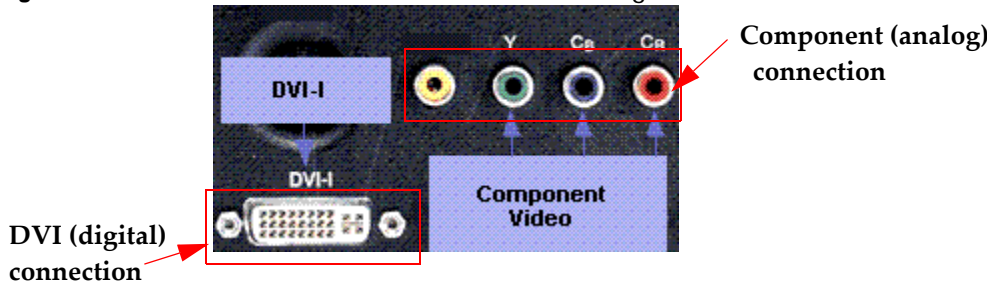 Y CB CR
Component (analog)
connection
DVI-I
DVI-I
Component
Video
DVI (digital)
connection